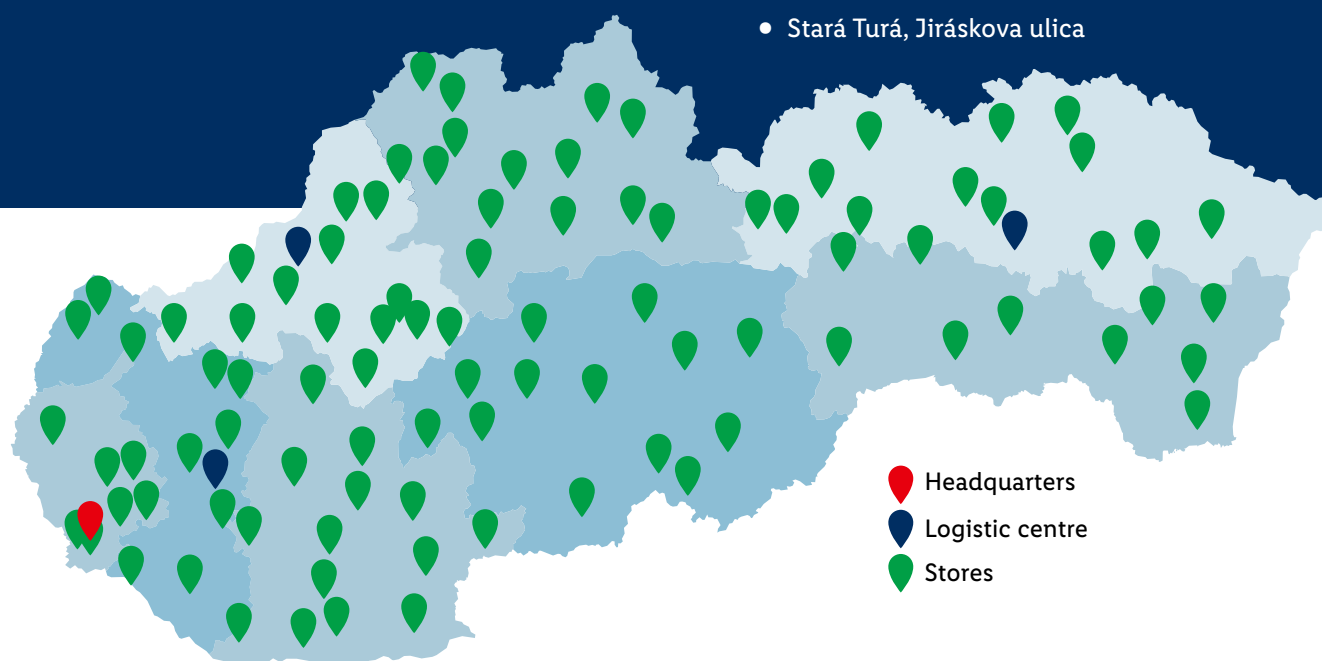 • Stará Turá, Jiráskova ulica
Headquarters
Logistic centre
Stores